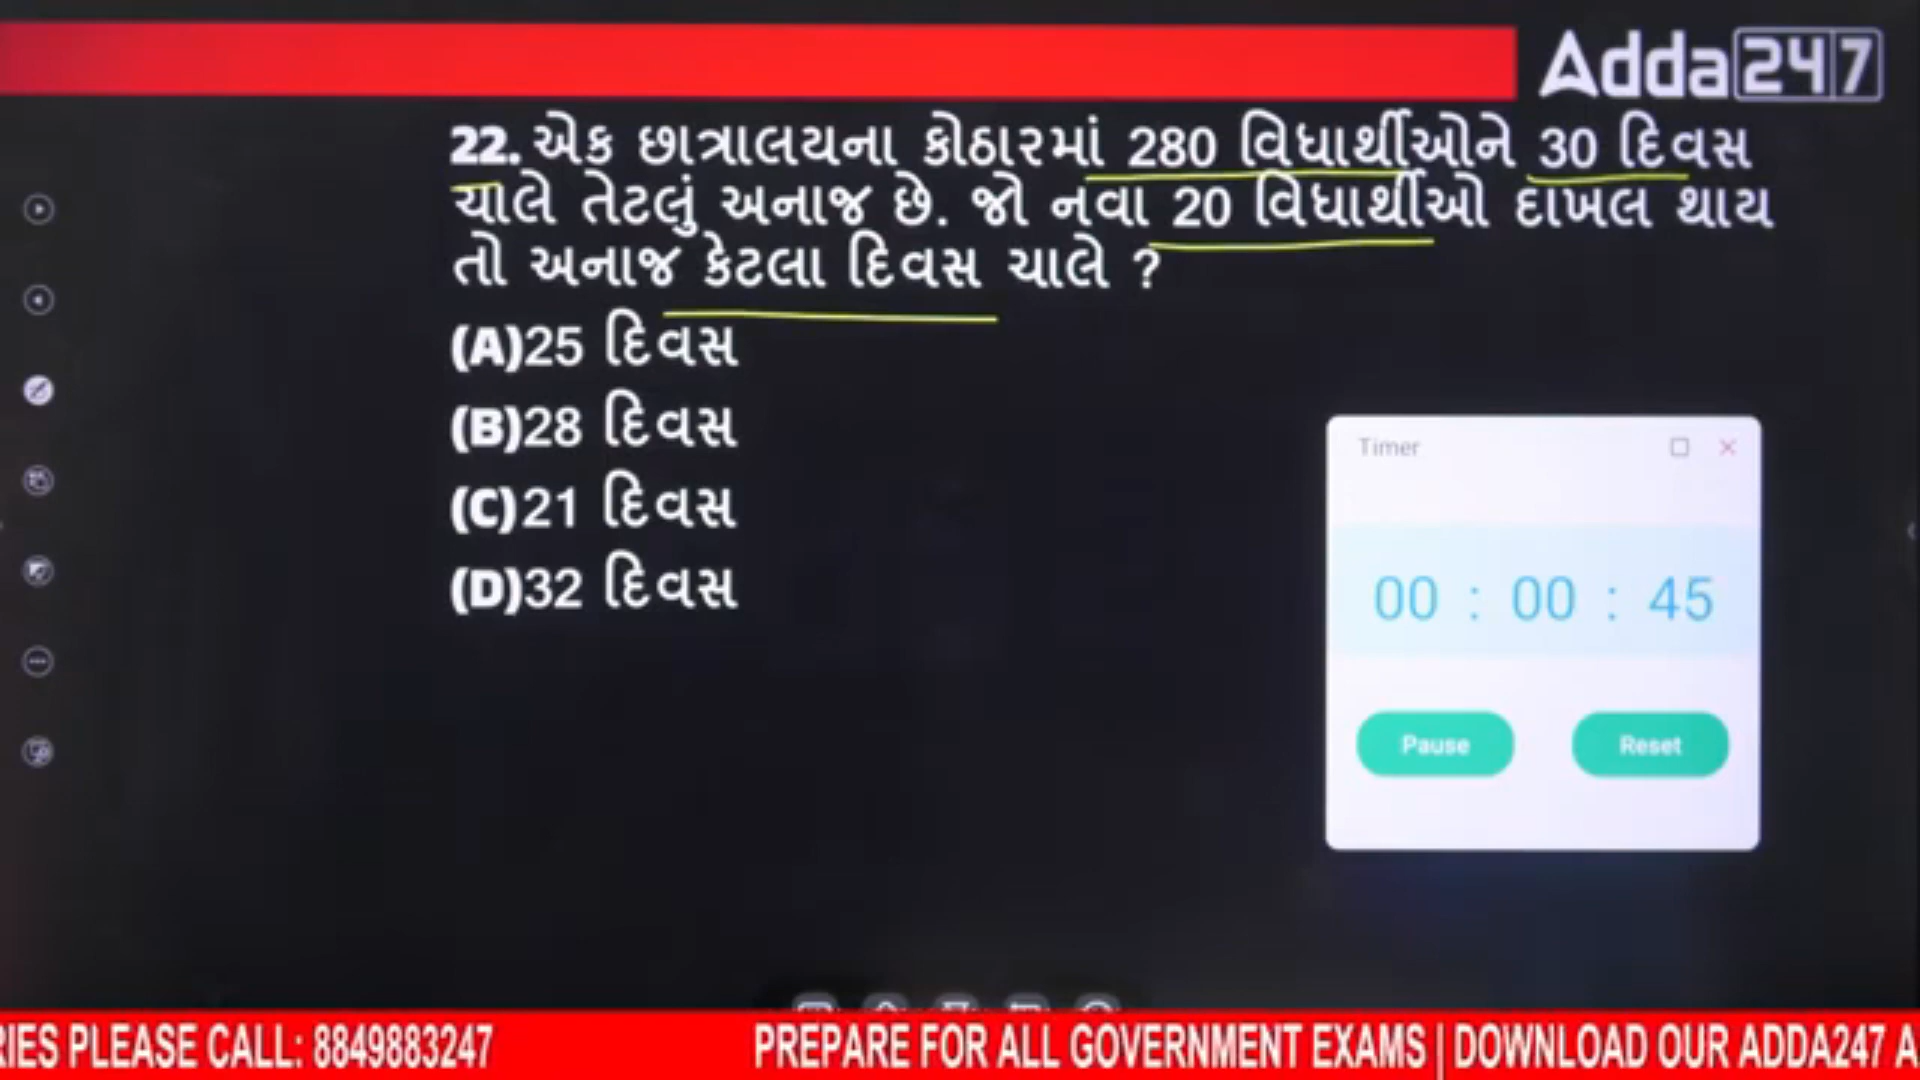 Adda247
22. એક છાત્રાલયના કોઠારમાં 280 વિધાર્થીઓને 30 દિવસ
ચાલે તેટલું અનાજ છે. જો નવા 20 વિધાર્થીઓ દાખલ થાય
તો અનાજ કેટલા દિવસ ચાલે ?
(A)25 દિવસ
(B)28 દિવસ
(C)21 દિવસ
(D)32 દિવસ
Timer
00 : 00 : 45
Pause Reset
RIES PLEASE CALL: 8849883247 PREPARE FOR ALL GOVERNMENT EXAMS | DOWNLOAD OUR ADDA247 A